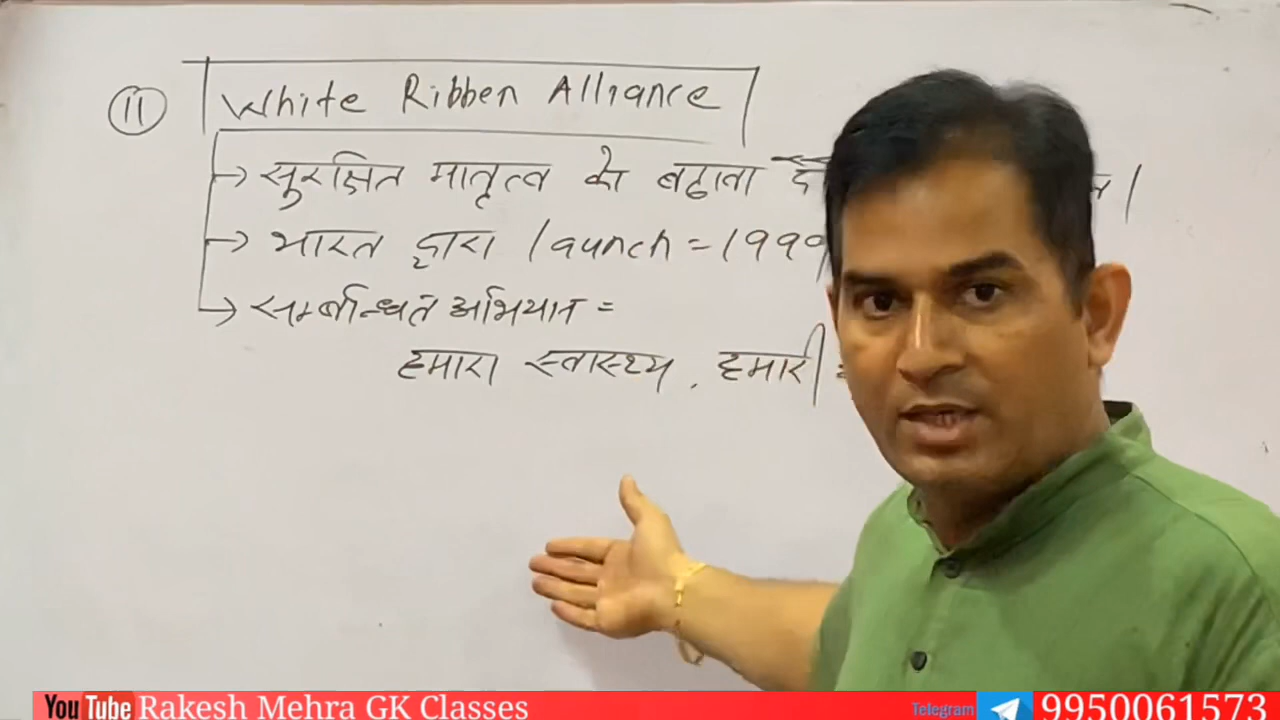 11 White Ribben Alliance
→ सुरक्षित मातृत्व को बढावा
→ भारत द्वारा launch = 1999
→ सम्बन्धित अभियान =
हमारा स्वास्थ्य, हमारी
YouTube Rakesh Mehra GK Classes Telegram 9950061573